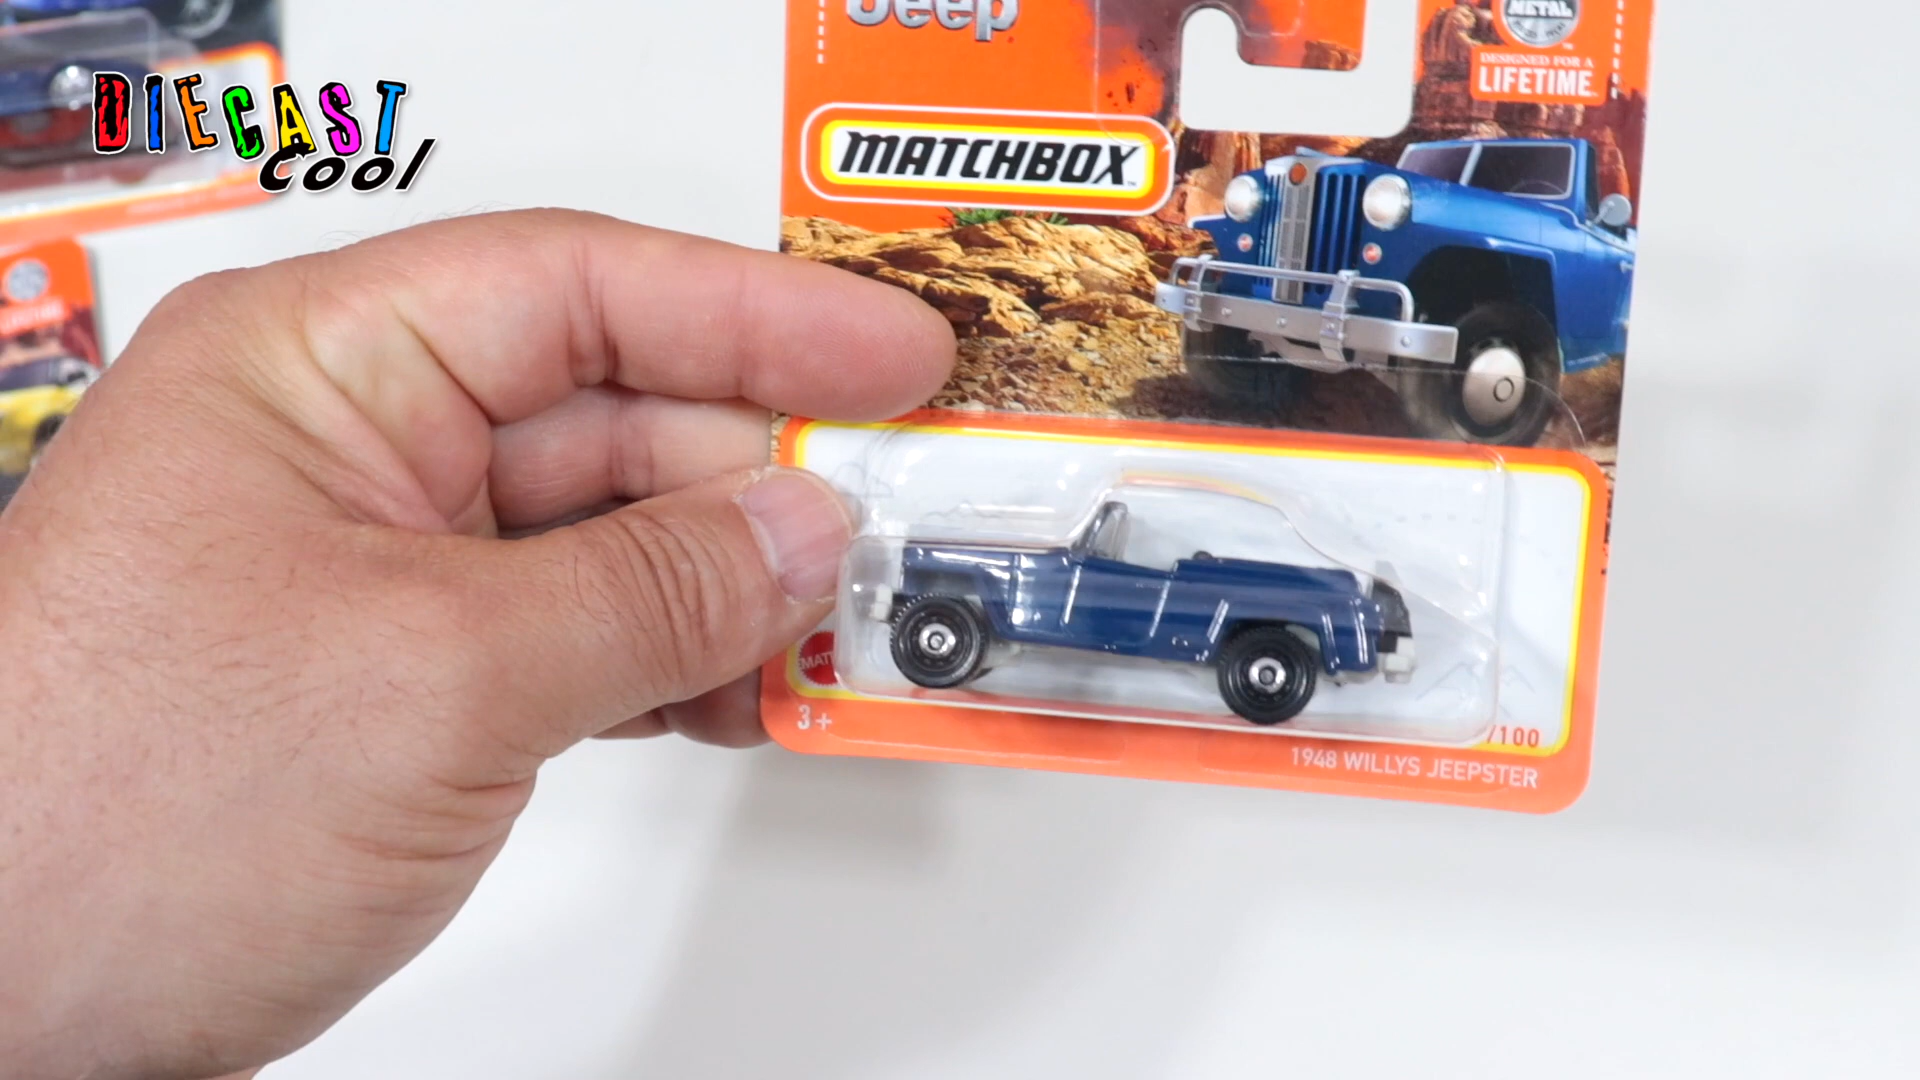 DIECAST
Cool
Jeep
METAL
DESIGNED FOR A
LIFETIME
MATCHBOX
3+
/100
1948 WILLYS JEEPSTER